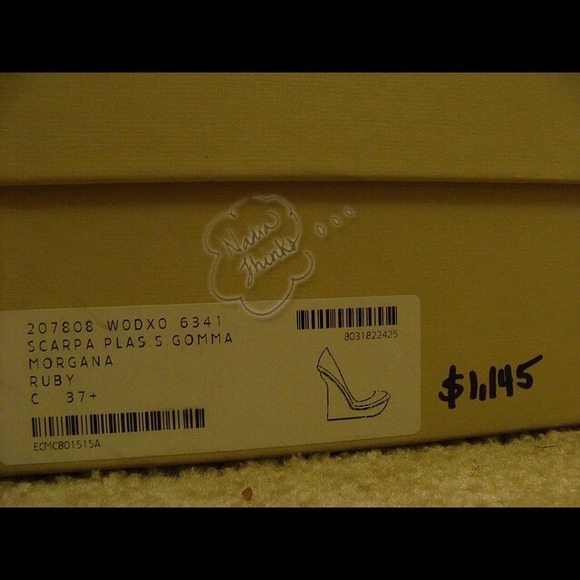 Nadia
Thinks
207808 WODXO 6341
SCARPA PLAS.S GOMMA
MORGANA
RUBY
C 37+
ECMC801515A
8031822425
$1,145